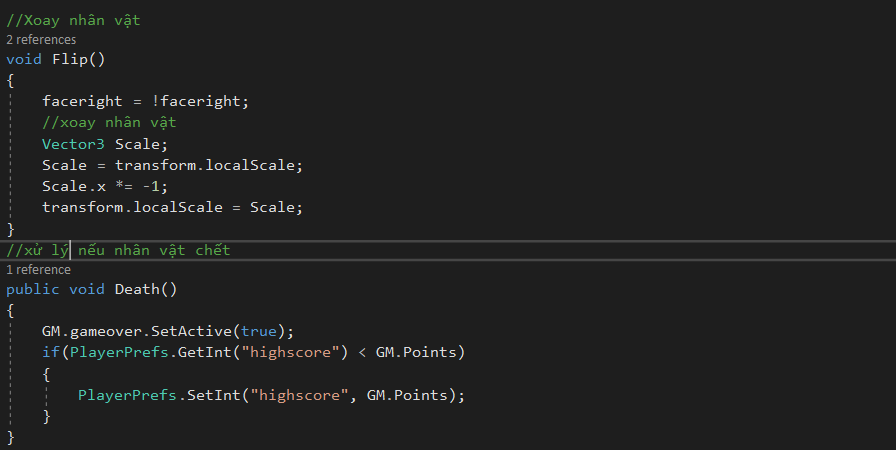 //Xoay nhân vật
2 references
void Flip()
{
faceright = !faceright;
//xoay nhân vật
Vector3 Scale;
Scale = transform.localScale;
Scale.x *= -1;
transform.localScale = Scale;
}
//xử lý nếu nhân vật chết
1 reference
public void Death()
{
GM.gameover.SetActive(true);
if(PlayerPrefs.GetInt("highscore") < GM.Points)
{
PlayerPrefs.SetInt("highscore", GM.Points);
}
}